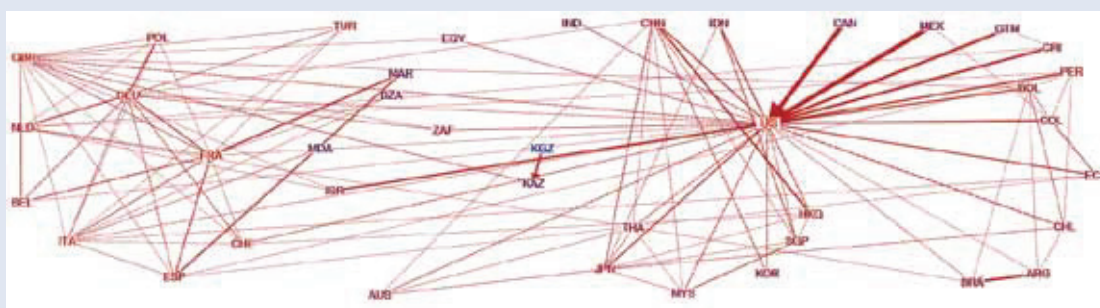 TUR
IND
CHN
IDN
CAN
MEX
GTM
POL
EGY
CRI
GBR
MAR
PER
DEU
DZA
BOL
NLD
ZAF
USA
COL
FRA
MDA
KGZ
EC
ISR
KAZ
BEL
THA
HKG
CHL
ITA
CHE
SGP
ESP
JPN
KOR
BRA
ARG
AUS
MYS